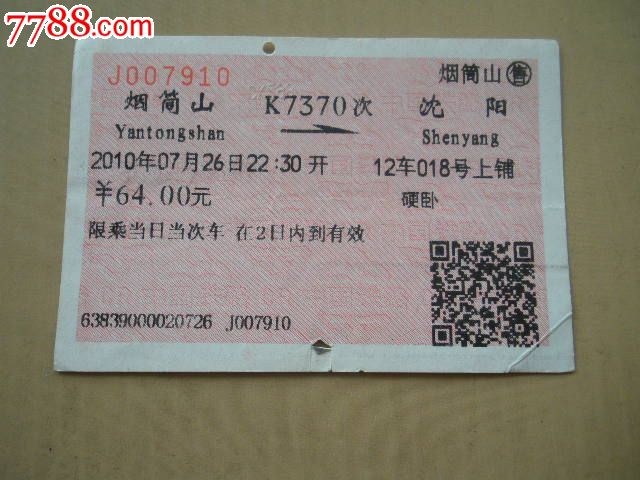 7788.com
J007910 烟筒山售
烟筒山 K7370次 沈阳
Yantongshan Shenyang
2010年07月26日22:30开 12车018号上铺
¥64.00元 硬卧
限乘当日当次车 在2日内到有效
63839000020726 J007910